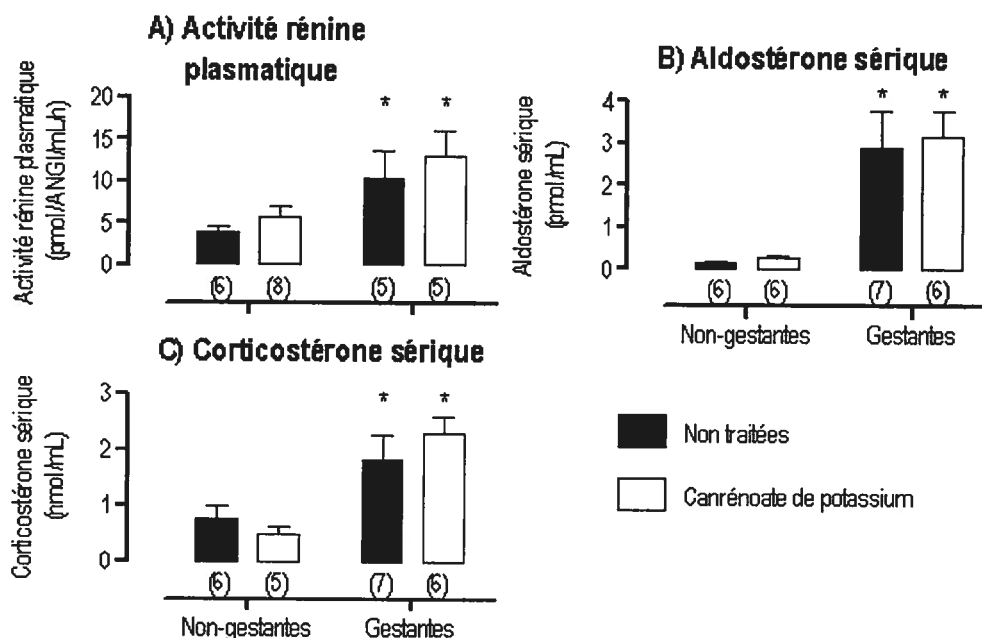 A) Activité rénine
plasmatique
Activité rénine plasmatique
(pmol/ANGI/mL/h)
20
15
10
5
0
* *
(6) (8) (5) (5)
B) Aldostérone sérique
Aldostérone sérique
(pmol/mL)
4
3
2
1
0
* *
(6) (6) (7) (6)
Non-gestantes Gestantes
C) Corticostérone sérique
Corticostérone sérique
(nmol/mL)
3
2
1
0
* *
(6) (5) (7) (6)
Non-gestantes Gestantes
Non traitées
Canrénoate de potassium